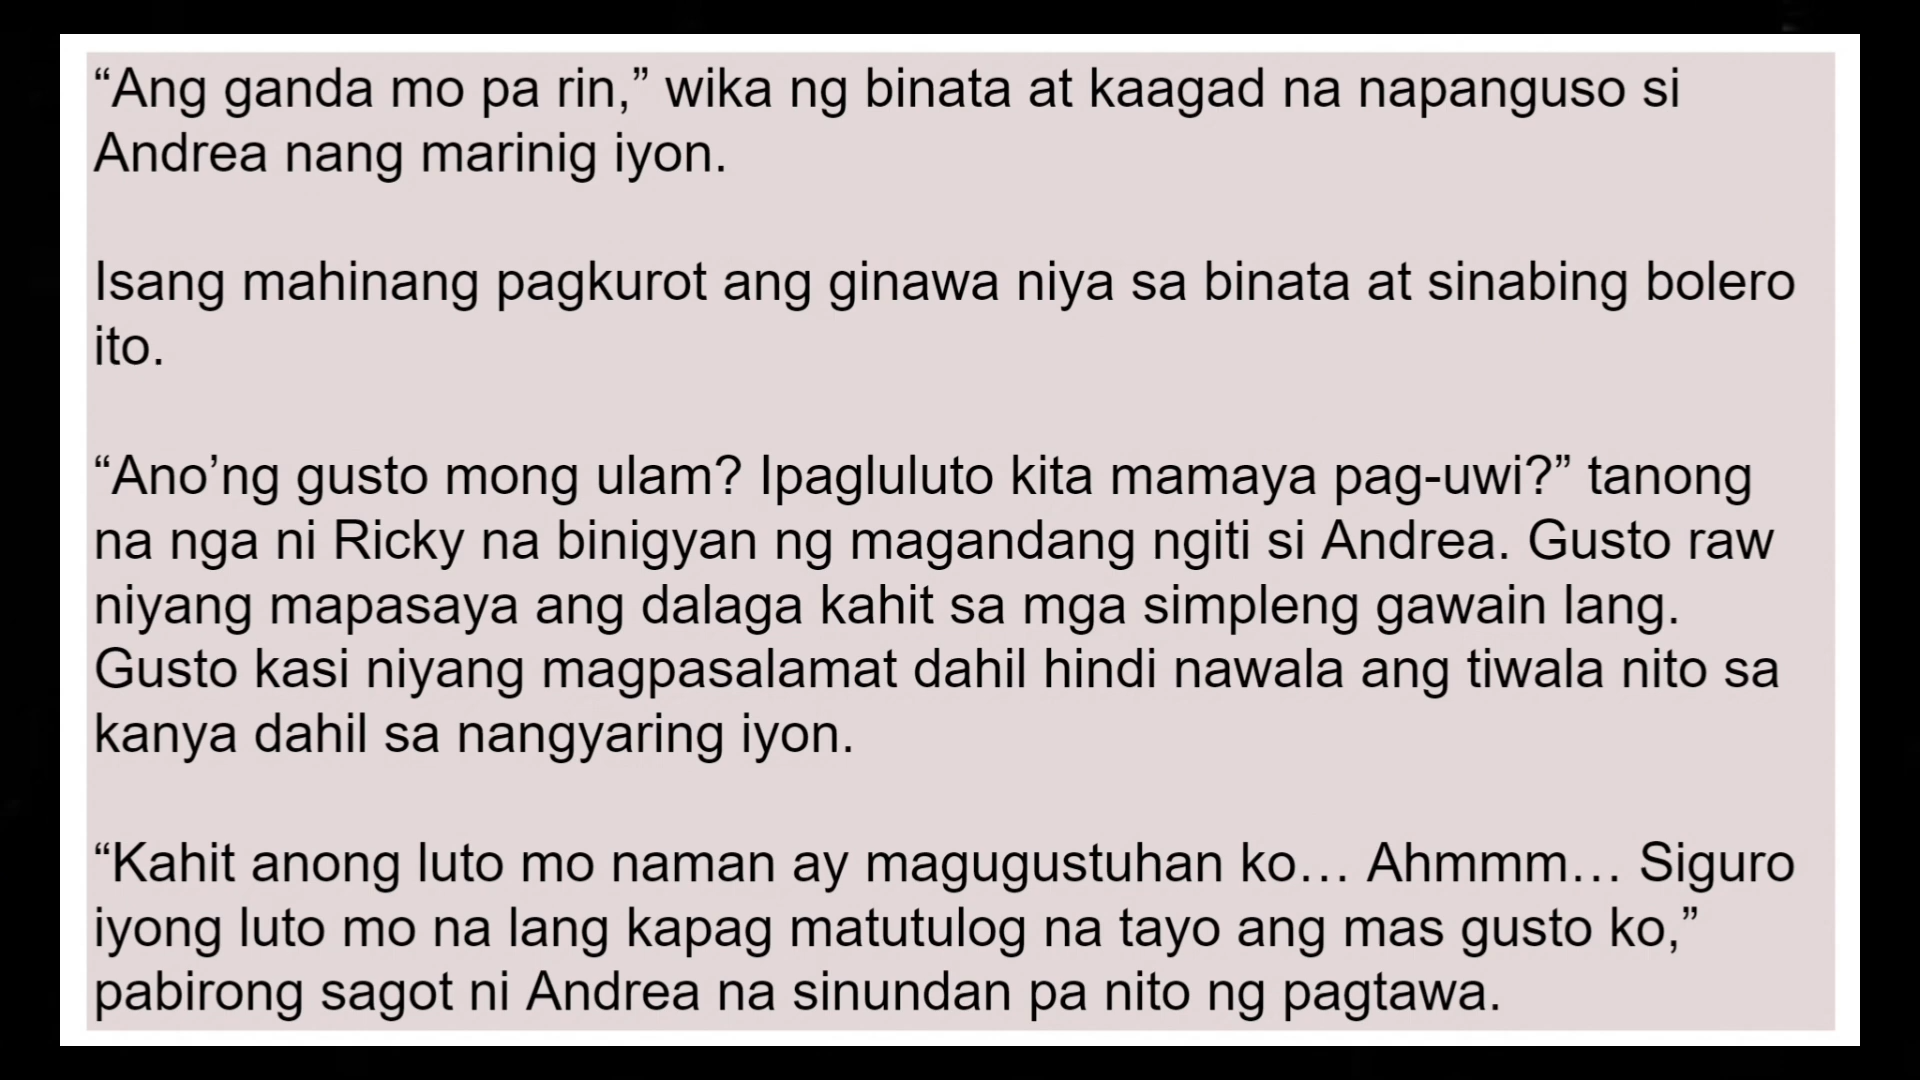 “Ang ganda mo pa rin,” wika ng binata at kaagad na napanguso si
Andrea nang marinig iyon.
Isang mahinang pagkurot ang ginawa niya sa binata at sinabing bolero
ito.
“Ano’ng gusto mong ulam? Ipagluluto kita mamaya pag-uwi?” tanong
na nga ni Ricky na binigyan ng magandang ngiti si Andrea. Gusto raw
niyang mapasaya ang dalaga kahit sa mga simpleng gawain lang.
Gusto kasi niyang magpasalamat dahil hindi nawala ang tiwala nito sa
kanya dahil sa nangyaring iyon.
“Kahit anong luto mo naman ay magugustuhan ko… Ahmmm… Siguro
iyong luto mo na lang kapag matutulog na tayo ang mas gusto ko,”
pabirong sagot ni Andrea na sinundan pa nito ng pagtawa.